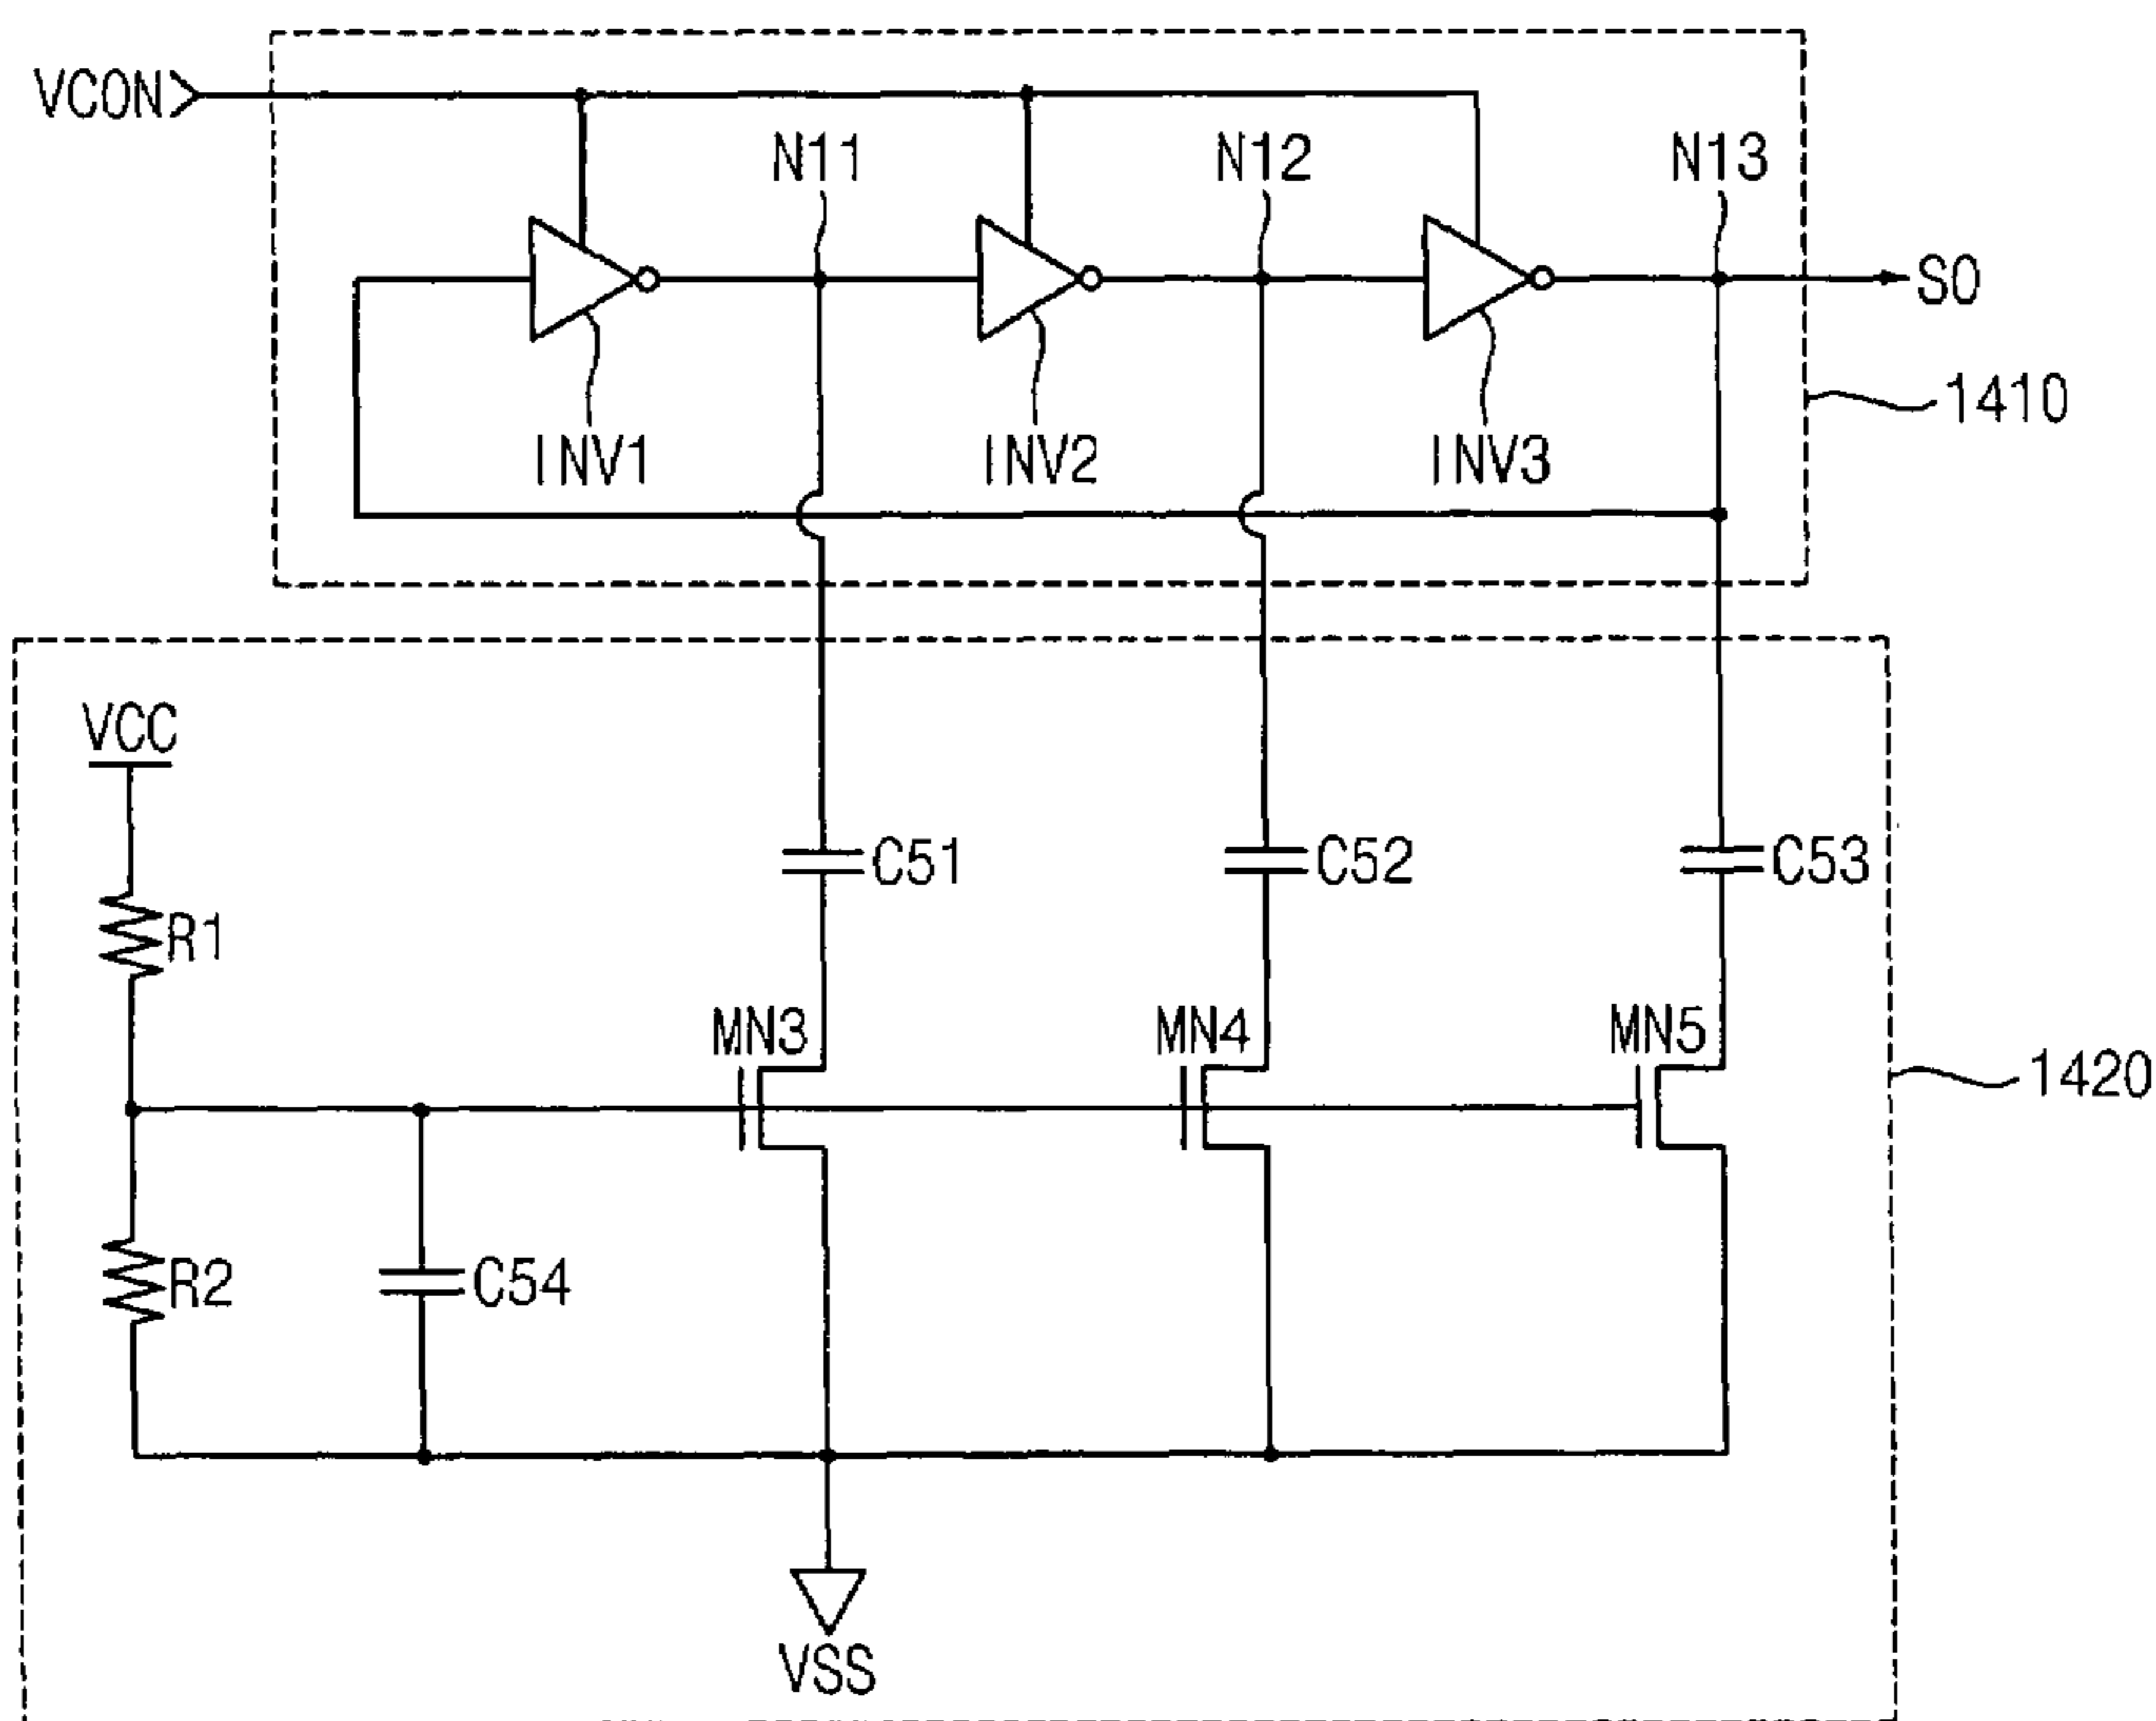 VCON
N11
N12
N13
SO
1410
INV1
INV2
INV3
VCC
C51
C52
C53
R1
MN3
MN4
MN5
1420
R2
C54
VSS